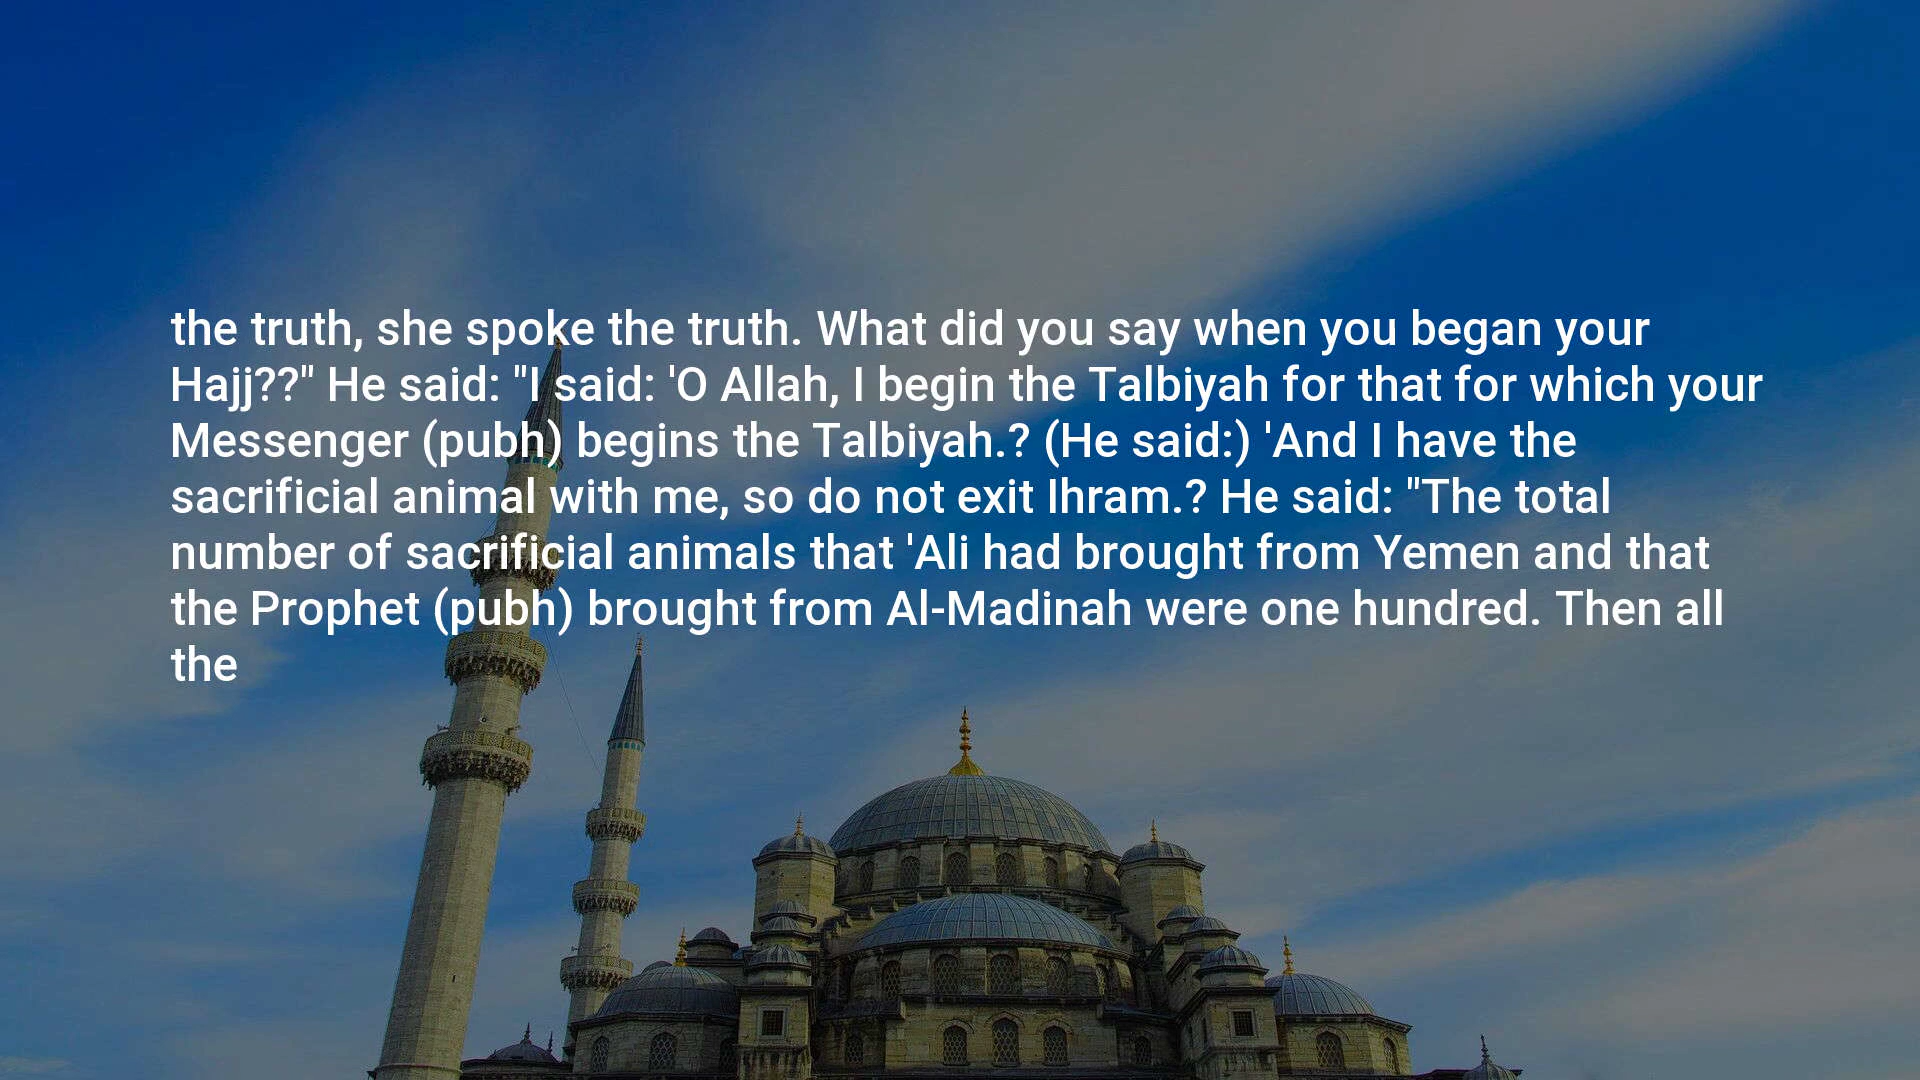 the truth, she spoke the truth. What did you say when you began your
Hajj??" He said: "I said: 'O Allah, I begin the Talbiyah for that for which your
Messenger (pubh) begins the Talbiyah.? (He said:) 'And I have the
sacrificial animal with me, so do not exit Ihram.? He said: "The total
number of sacrificial animals that 'Ali had brought from Yemen and that
the Prophet (pubh) brought from Al-Madinah were one hundred. Then all
the